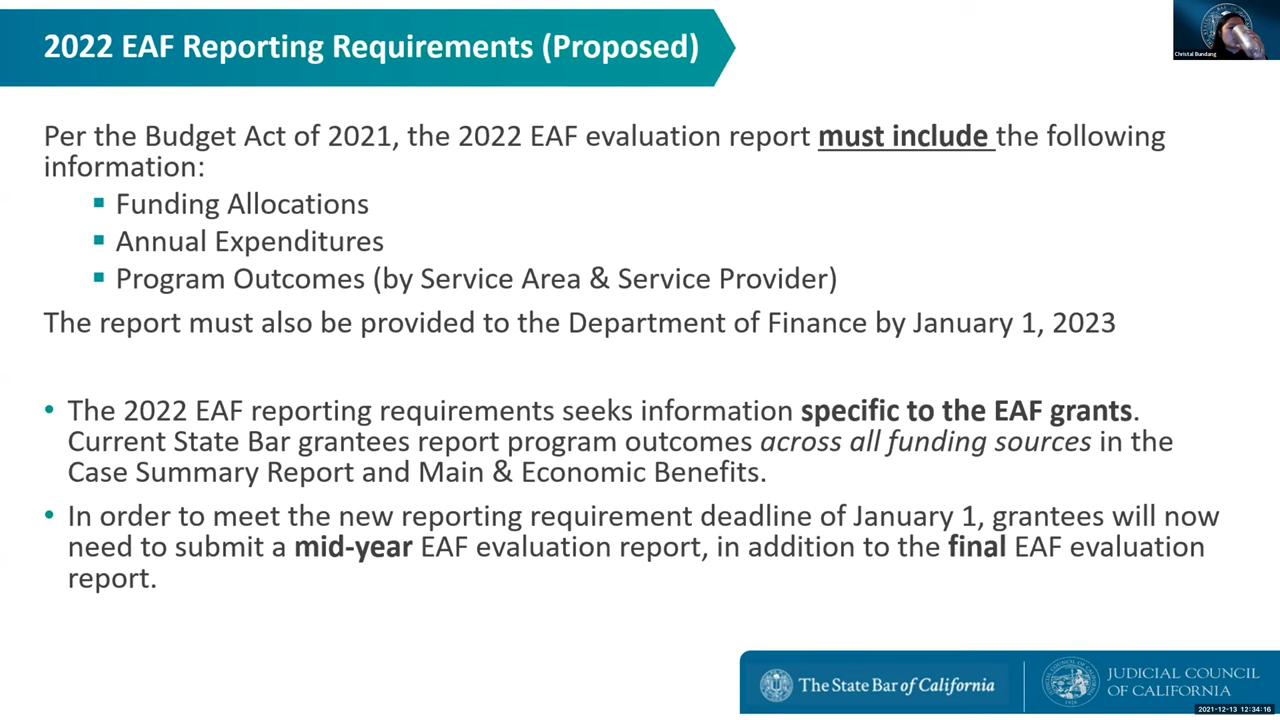 2022 EAF Reporting Requirements (Proposed)
Christal Bundang
Per the Budget Act of 2021, the 2022 EAF evaluation report must include the following
information:
▪ Funding Allocations
▪ Annual Expenditures
▪ Program Outcomes (by Service Area & Service Provider)
The report must also be provided to the Department of Finance by January 1, 2023
• The 2022 EAF reporting requirements seeks information specific to the EAF grants.
Current State Bar grantees report program outcomes across all funding sources in the
Case Summary Report and Main & Economic Benefits.
• In order to meet the new reporting requirement deadline of January 1, grantees will now
need to submit a mid-year EAF evaluation report, in addition to the final EAF evaluation
report.
The State Bar of California
JUDICIAL COUNCIL
OF CALIFORNIA
2021-12-13 12:34:16